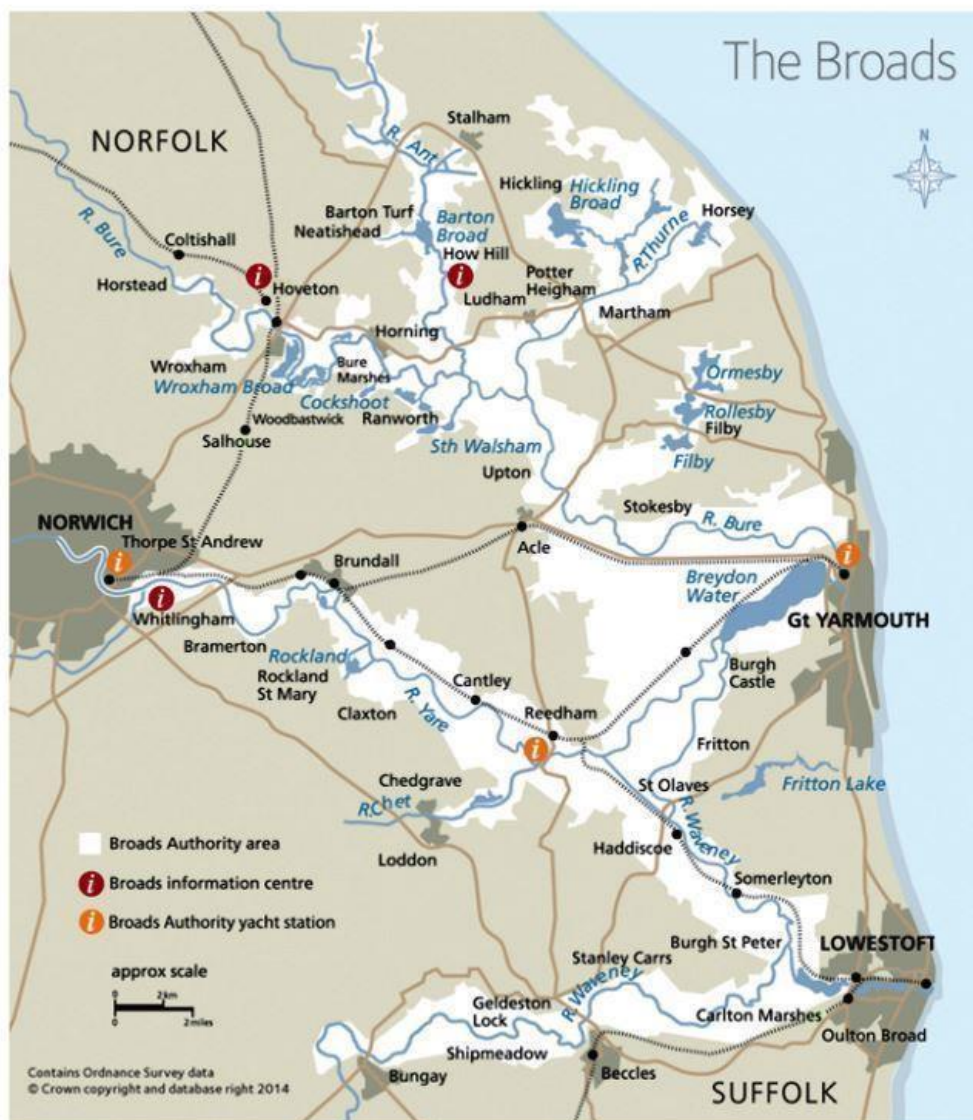 The Broads
N
NORFOLK
Stalham
R. Ant
Hickling
Hickling
Broad
Horsey
Barton Turf
Neatishead
Barton
Broad
R. Bure
Coltishall
How Hill
R. Thurne
i
i
Potter
Heigham
Horstead
Hoveton
Ludham
Martham
Horning
Wroxham
Bure
Marshes
Ormesby
Wroxham Broad
Cockshoot
Ranworth
Rollesby
Filby
Woodbastwick
Salhouse
Sth Walsham
Filby
Upton
Stokesby
NORWICH
R. Bure
Thorpe St Andrew
Acle
i
i
Brundall
Breydon
Water
i
Whitlingham
Gt YARMOUTH
Bramerton
Rockland
Rockland
St Mary
Burgh
Castle
Cantley
Claxton
R. Yare
Reedham
i
Fritton
Chedgrave
St Olaves
Fritton Lake
R. Chet
R. Waveney
Haddiscoe
Loddon
Broads Authority area
i Broads information centre
i Broads Authority yacht station
Somerleyton
Burgh St Peter
LOWESTOFT
approx scale
0 2km
0 2miles
Stanley Carrs
R. Waveney
Geldeston
Lock
Carlton Marshes
Oulton Broad
Shipmeadow
Beccles
Bungay
SUFFOLK
Contains Ordnance Survey data
© Crown copyright and database right 2014